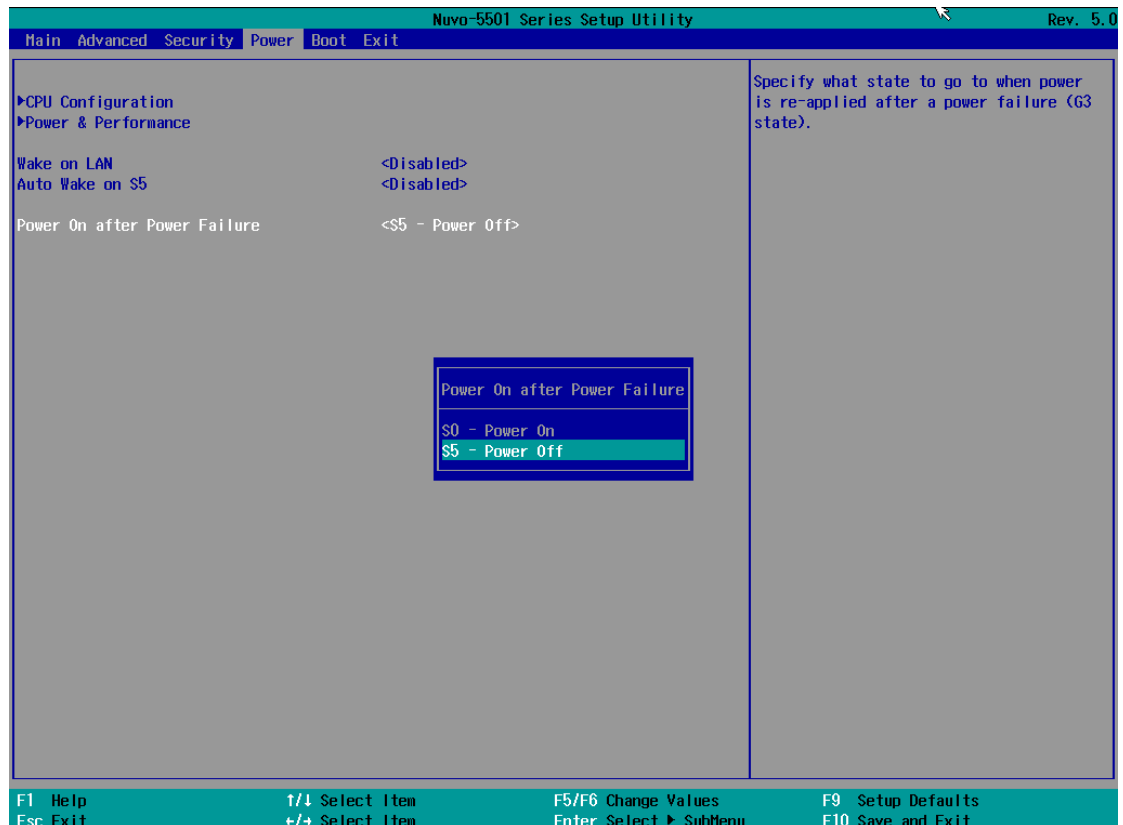 Nuvo-5501 Series Setup Utility Rev. 5.0
Main Advanced Security Power Boot Exit
▶CPU Configuration
▶Power & Performance
Wake on LAN <Disabled>
Auto Wake on S5 <Disabled>
Power On after Power Failure <S5 - Power Off>
Specify what state to go to when power
is re-applied after a power failure (G3
state).
Power On after Power Failure
S0 - Power On
S5 - Power Off
F1 Help ↑/↓ Select Item F5/F6 Change Values F9 Setup Defaults
Esc Exit ←/→ Select Item Enter Select ▶ SubMenu F10 Save and Exit